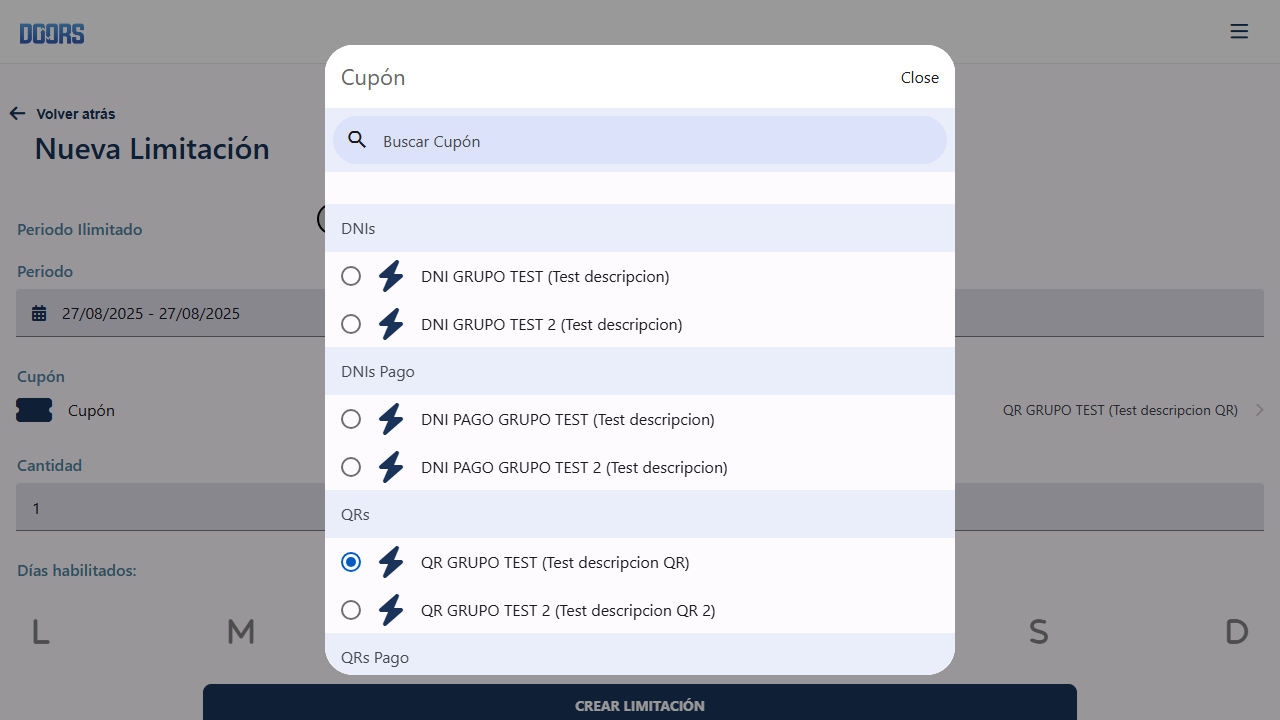 DOORS
Cupón
Close
Buscar Cupón
Volver atrás
Nueva Limitación
DNIs
Periodo Ilimitado
Periodo
DNI GRUPO TEST (Test descripcion)
27/08/2025 - 27/08/2025
DNI GRUPO TEST 2 (Test descripcion)
DNIs Pago
Cupón
Cupón
QR GRUPO TEST (Test descripcion QR)
DNI PAGO GRUPO TEST (Test descripcion)
Cantidad
DNI PAGO GRUPO TEST 2 (Test descripcion)
1
QRs
QR GRUPO TEST (Test descripcion QR)
Días habilitados:
QR GRUPO TEST 2 (Test descripcion QR 2)
L M S D
QRs Pago
CREAR LIMITACIÓN